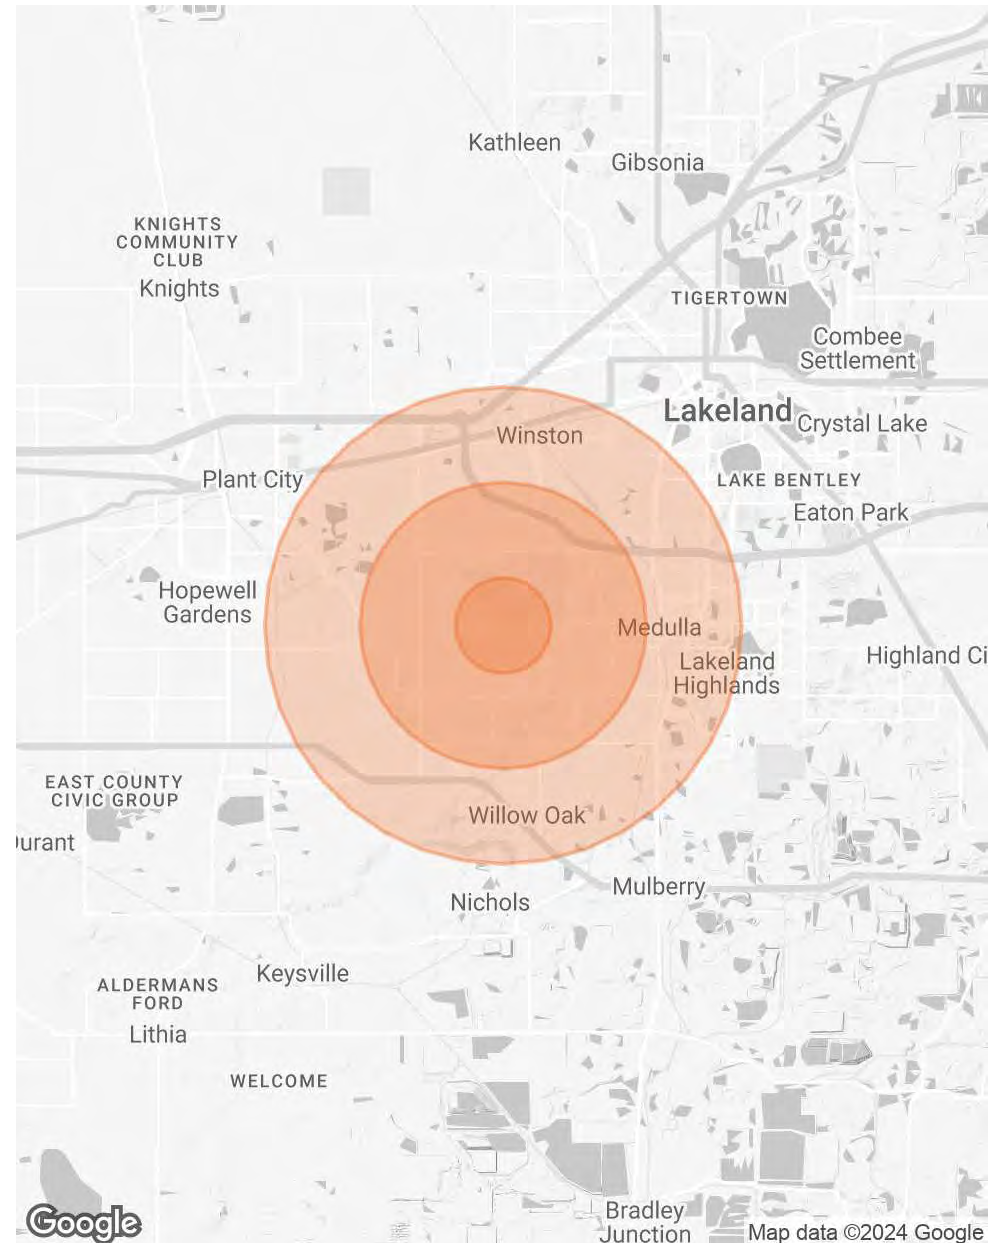 Kathleen
Gibsonia
KNIGHTS
COMMUNITY
CLUB
Knights
TIGERTOWN
Combee
Settlement
Lakeland
Crystal Lake
Winston
Plant City
LAKE BENTLEY
Eaton Park
Hopewell
Gardens
Medulla
Lakeland
Highlands
Highland Ci
EAST COUNTY
CIVIC GROUP
Durant
Willow Oak
Mulberry
Nichols
Keysville
ALDERMANS
FORD
Lithia
WELCOME
Bradley
Junction
Google
Map data ©2024 Google